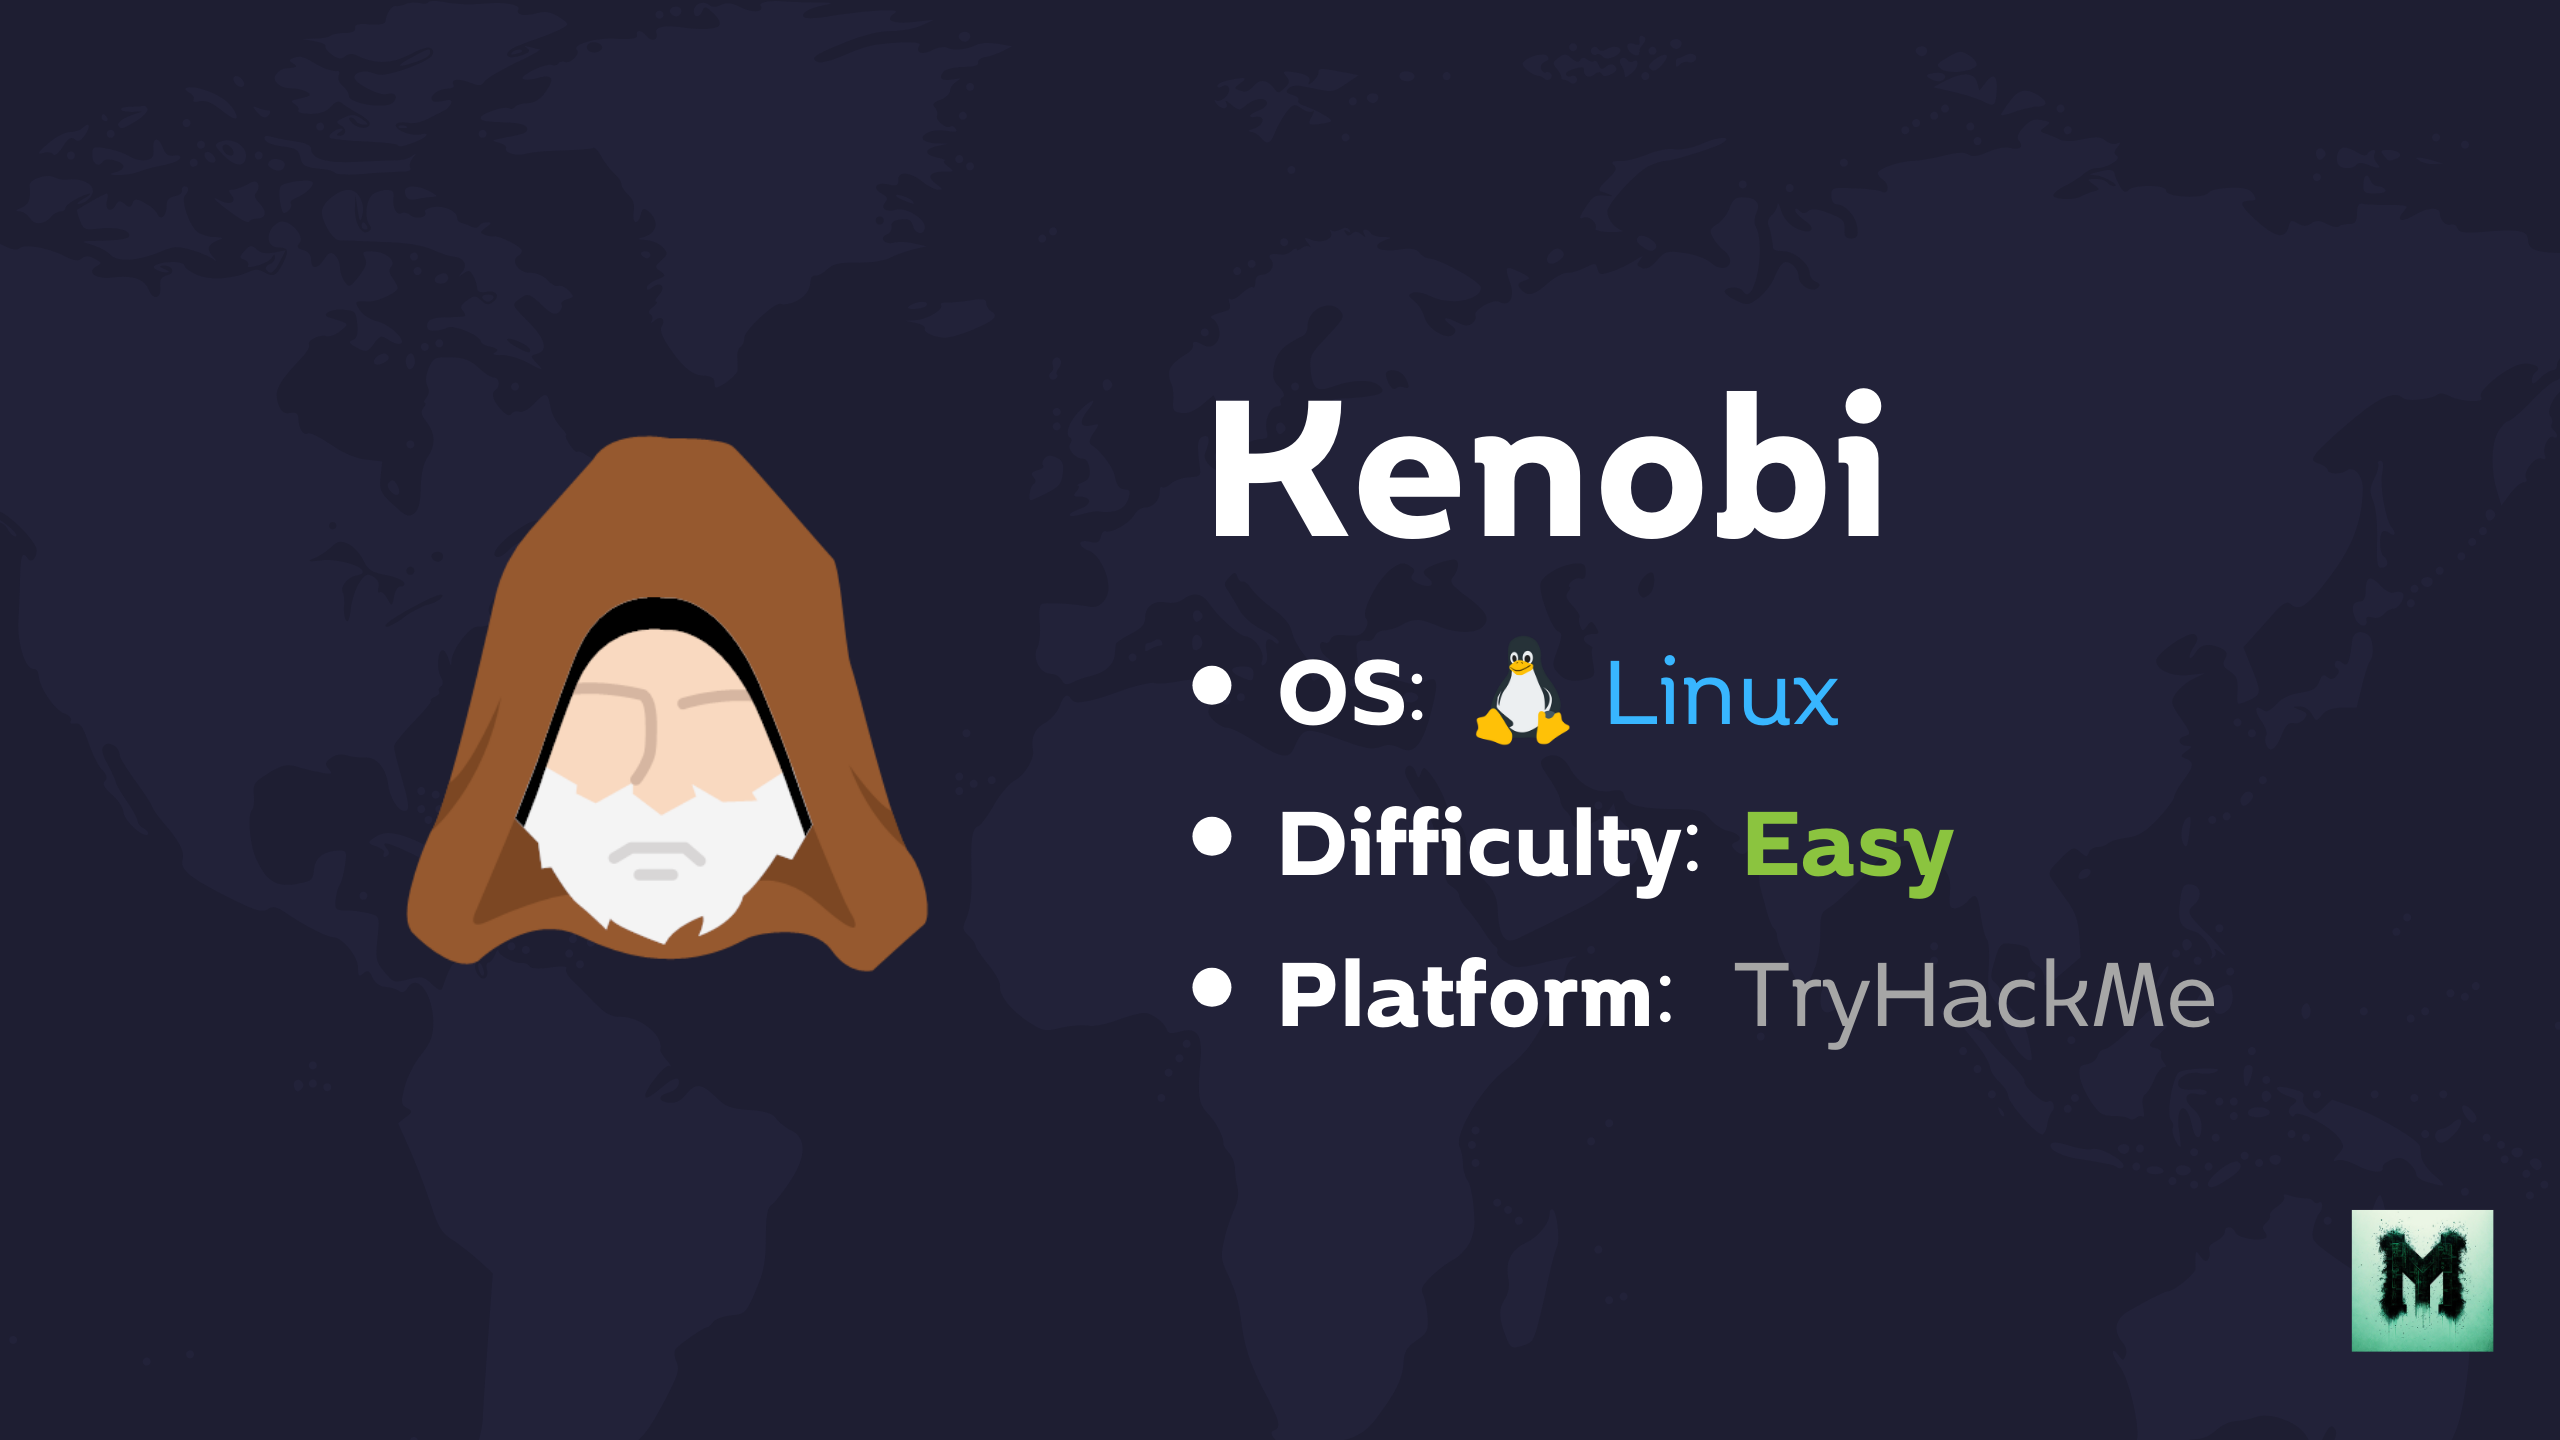 Kenobi
• OS: Linux
• Difficulty: Easy
• Platform: TryHackMe
M